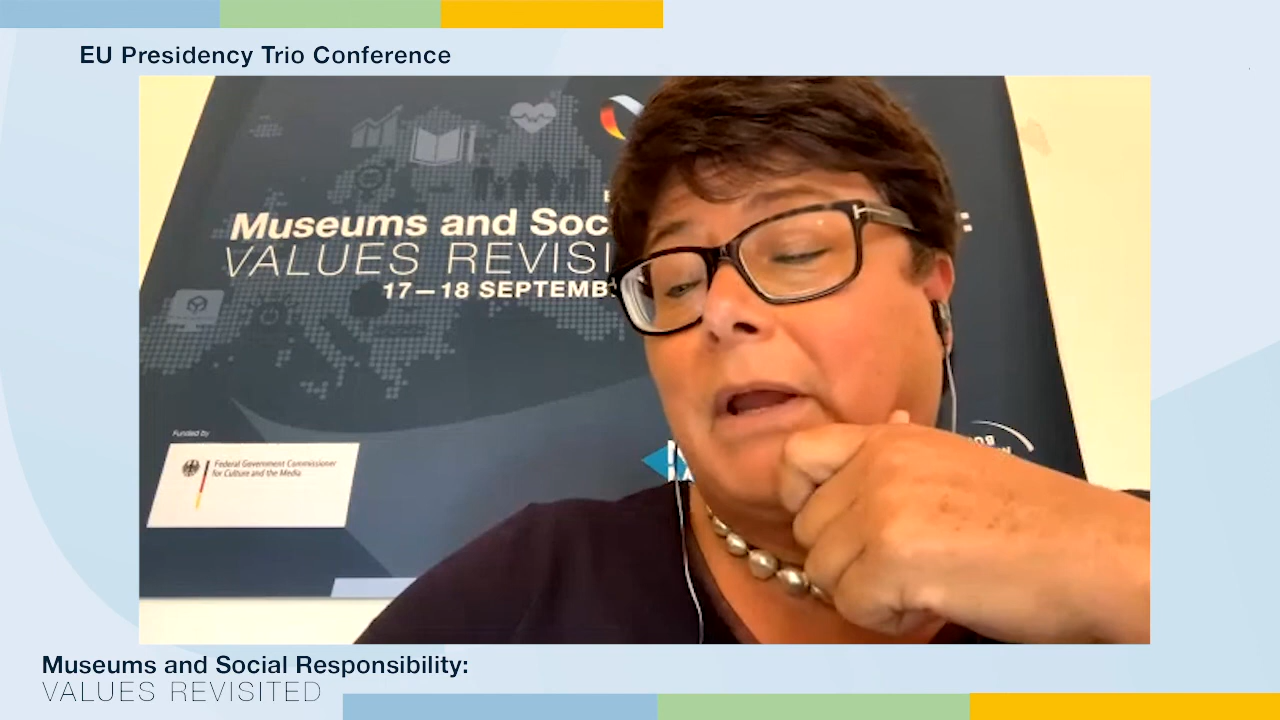 EU Presidency Trio Conference
Museums and Soc
VALUES REVISI
17—18 SEPTEMB
Funded by
Federal Government Commissioner
for Culture and the Media
Museums and Social Responsibility:
VALUES REVISITED